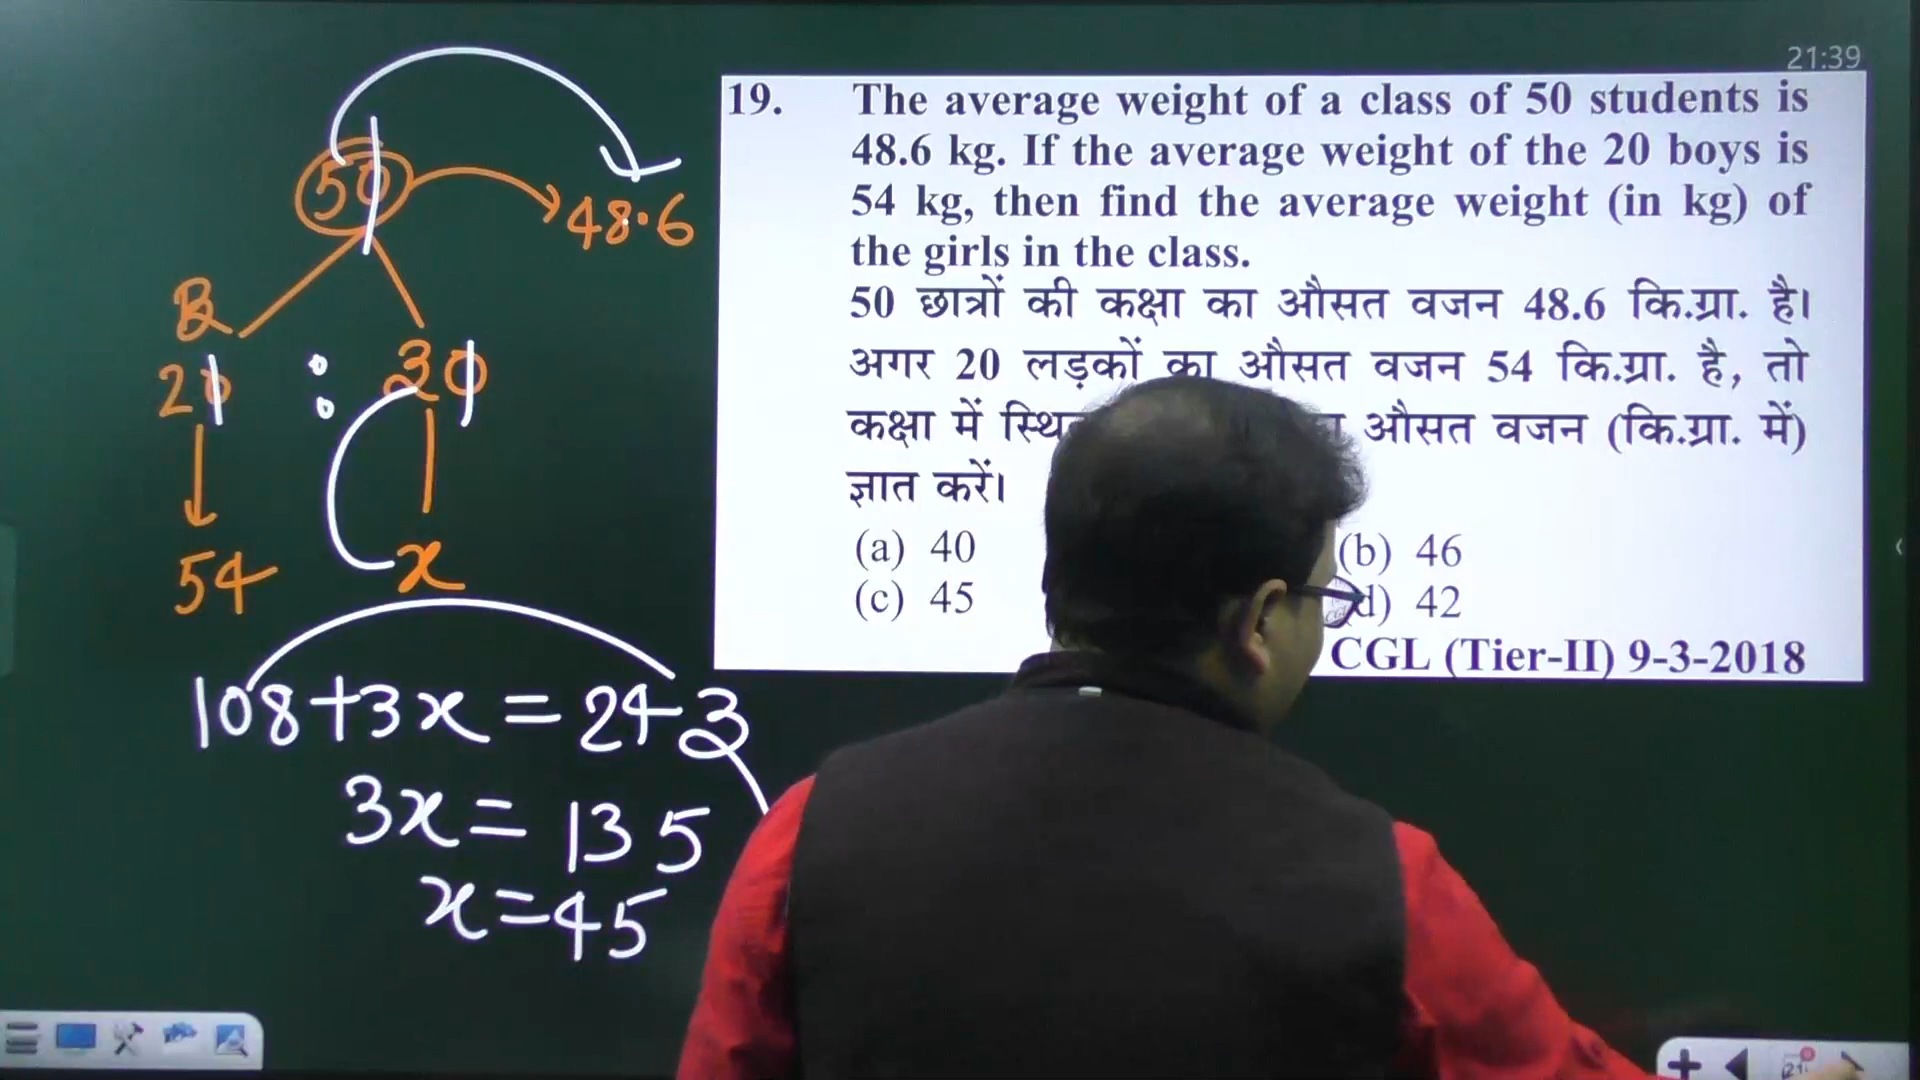 21:39
50
48.6
B
20 : 30
54
x
108+3x=243
3x=135
x=45
19. The average weight of a class of 50 students is
48.6 kg. If the average weight of the 20 boys is
54 kg, then find the average weight (in kg) of
the girls in the class.
50 छात्रों की कक्षा का औसत वजन 48.6 कि.ग्रा. है।
अगर 20 लड़कों का औसत वजन 54 कि.ग्रा. है, तो
कक्षा में औसत वजन (कि.ग्रा. में)
ज्ञात करें।
(a) 40 (b) 46
(c) 45 (d) 42
CGL (Tier-II) 9-3-2018